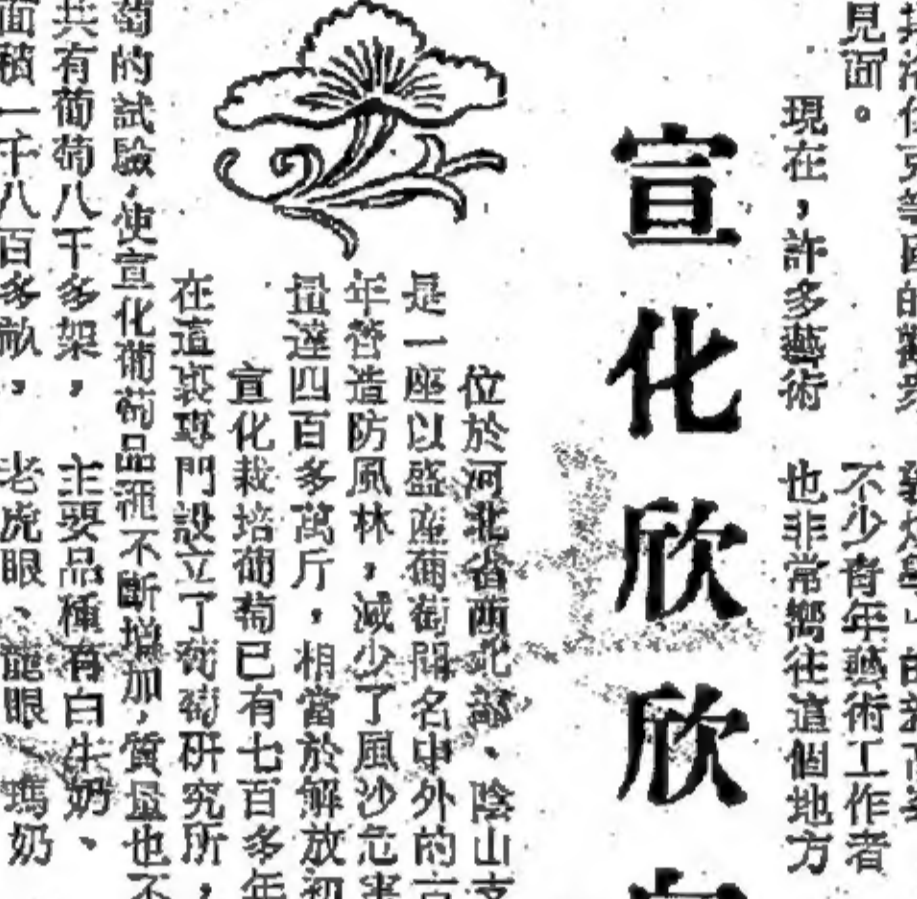 見面。
現在，許多藝術
不少青年藝術工作者
也非常嚮往這個地方
宣化欣欣
位於河北省西北部、陰山支
是一座以盛產葡萄聞名中外的古
年營造防風林，減少了風沙危害
量達四百多萬斤，相當於解放初
宣化栽培葡萄已有七百多年
在這裏專門設立了葡萄研究所，
萄的試驗，使宣化葡萄品種不斷增加，質量也不
共有葡萄八千多架，主要品種有白牛奶、
面積一千八百多畝，老虎眼、龍眼、瑪奶